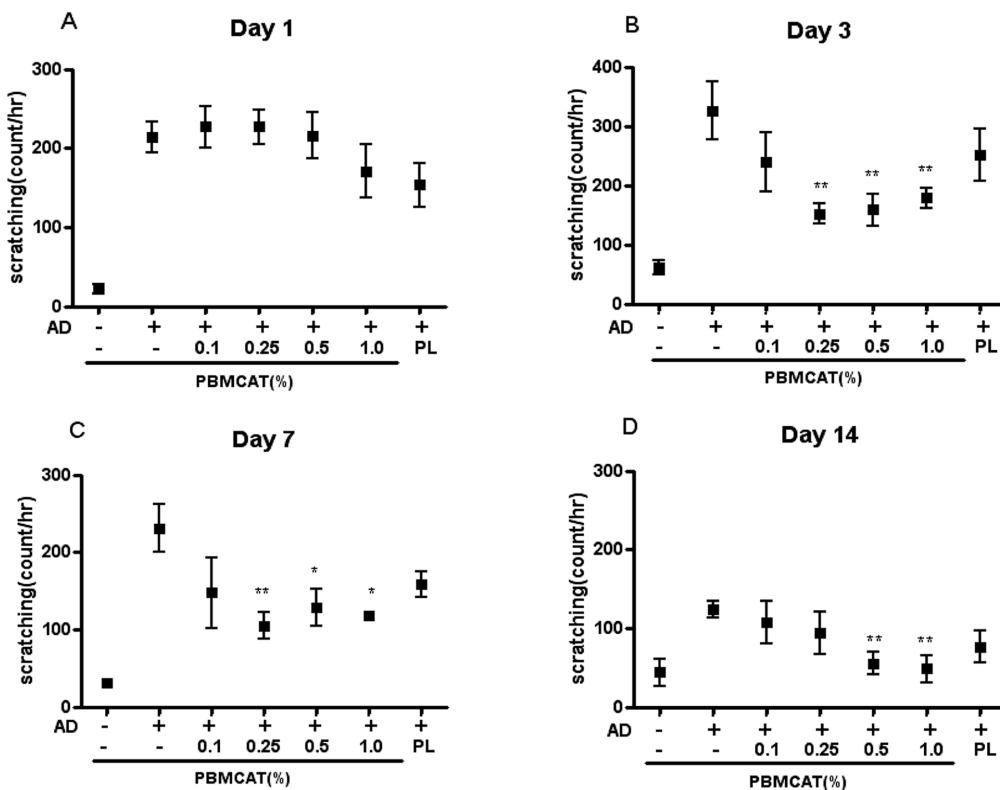 A
Day 1
scratching(count/hr)
300
200
100
0
AD - + + + + + +
- - 0.1 0.25 0.5 1.0 PL
PBMCAT(%)
B
Day 3
scratching(count/hr)
400
300
200
100
0
** ** **
AD - + + + + + +
- - 0.1 0.25 0.5 1.0 PL
PBMCAT(%)
C
Day 7
scratching(count/hr)
300
200
100
0
** * *
AD - + + + + + +
- - 0.1 0.25 0.5 1.0 PL
PBMCAT(%)
D
Day 14
scratching(count/hr)
300
200
100
0
** **
AD - + + + + + +
- - 0.1 0.25 0.5 1.0 PL
PBMCAT(%)